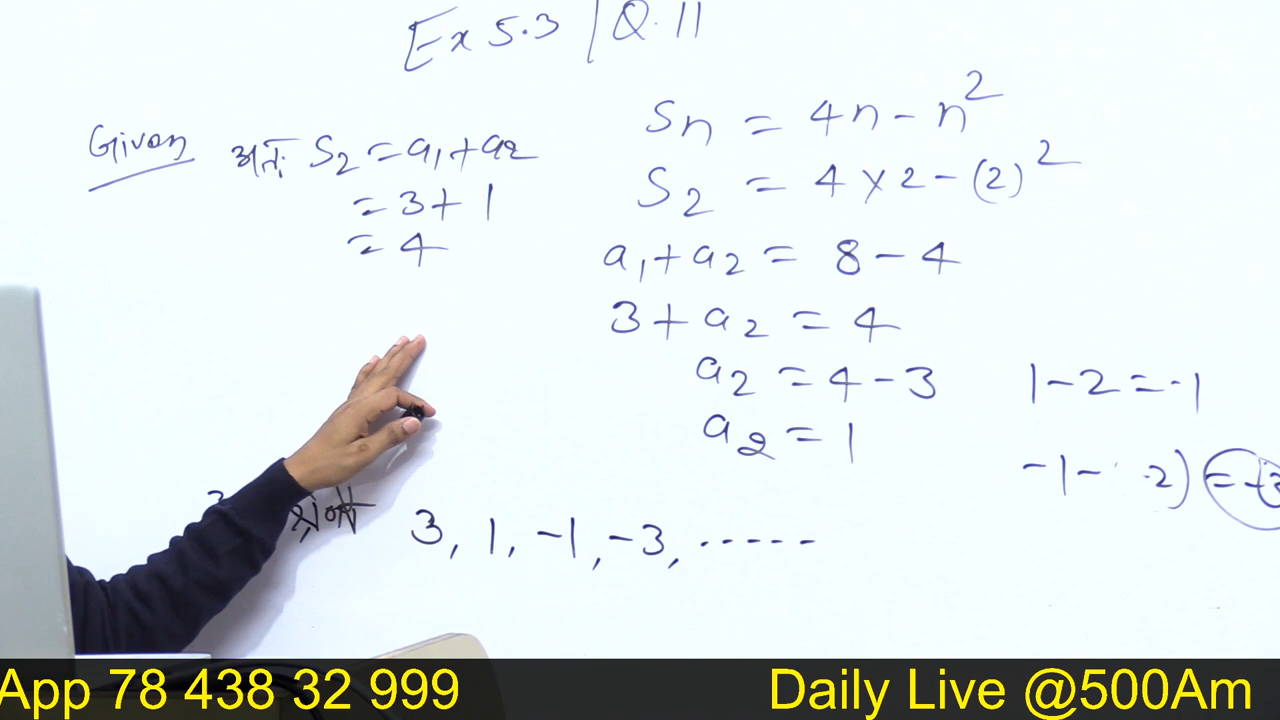 Ex 5.3 / Q.11
Given
अतः S₂ = a₁ + a₂
= 3 + 1
= 4
Sn = 4n - n²
S₂ = 4 × 2 - (2)²
a₁ + a₂ = 8 - 4
3 + a₂ = 4
a₂ = 4 - 3
a₂ = 1
1 - 2 = -1
3, 1, -1, -3, -----
App 78 438 32 999
Daily Live @500Am